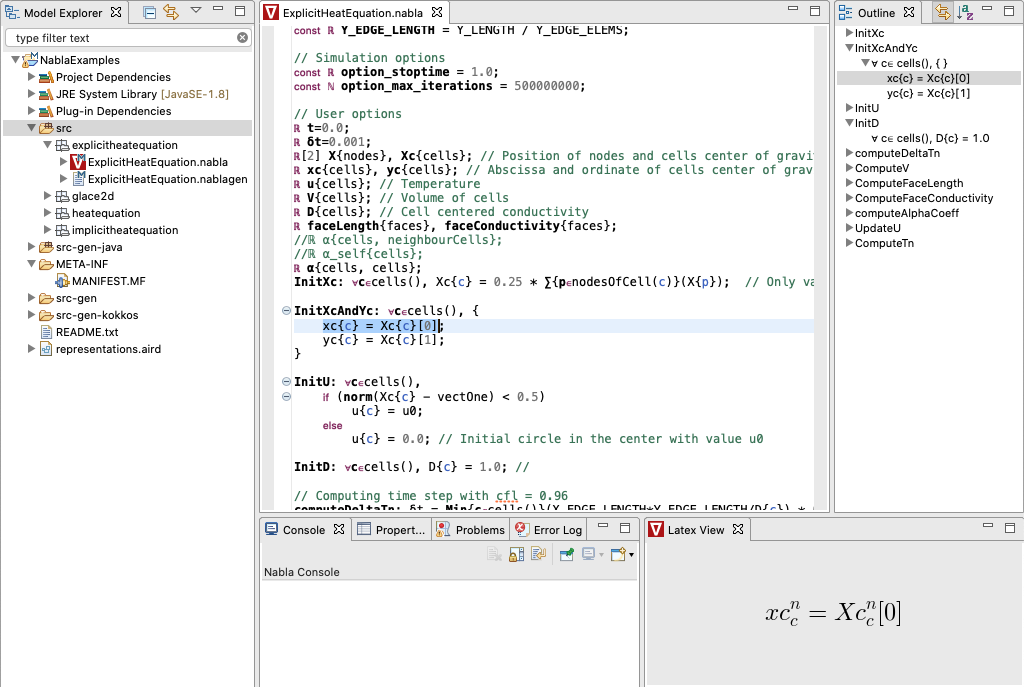 Model Explorer
type filter text
NablaExamples
Project Dependencies
JRE System Library [JavaSE-1.8]
Plug-in Dependencies
src
explicitheatequation
ExplicitHeatEquation.nabla
ExplicitHeatEquation.nablagen
glace2d
heatequation
implicitheatequation
src-gen-java
META-INF
MANIFEST.MF
src-gen
src-gen-kokkos
README.txt
representations.aird
ExplicitHeatEquation.nabla
const ℝ Y_EDGE_LENGTH = Y_LENGTH / Y_EDGE_ELEMS;
// Simulation options
const ℝ option_stoptime = 1.0;
const ℕ option_max_iterations = 500000000;
// User options
ℝ t=0.0;
ℝ δt=0.001;
ℝ[2] X{nodes}, Xc{cells}; // Position of nodes and cells center of gravi
ℝ xc{cells}, yc{cells}; // Abscissa and ordinate of cells center of grav
ℝ u{cells}; // Temperature
ℝ V{cells}; // Volume of cells
ℝ D{cells}; // Cell centered conductivity
ℝ faceLength{faces}, faceConductivity{faces};
//ℝ α{cells, neighbourCells};
//ℝ α_self{cells};
ℝ α{cells, cells};
InitXc: ∀c∈cells(), Xc{c} = 0.25 * ∑{p∈nodesOfCell(c)}(X{p}); // Only va
InitXcAndYc: ∀c∈cells(), {
xc{c} = Xc{c}[0];
yc{c} = Xc{c}[1];
}
InitU: ∀c∈cells(),
if (norm(Xc{c} - vectOne) < 0.5)
u{c} = u0;
else
u{c} = 0.0; // Initial circle in the center with value u0
InitD: ∀c∈cells(), D{c} = 1.0; //
// Computing time step with cfl = 0.96
computeDeltaTn: δt = Min{c∈cells()}(X_EDGE_LENGTH*Y_EDGE_LENGTH/D{c}) *
Outline
InitXc
InitXcAndYc
∀ c∈ cells(), { }
xc{c} = Xc{c}[0]
yc{c} = Xc{c}[1]
InitU
InitD
∀ c∈ cells(), D{c} = 1.0
computeDeltaTn
ComputeV
ComputeFaceLength
ComputeFaceConductivity
computeAlphaCoeff
UpdateU
ComputeTn
Console
Propert...
Problems
Error Log
Nabla Console
Latex View
xc^n_c = Xc^n_c[0]